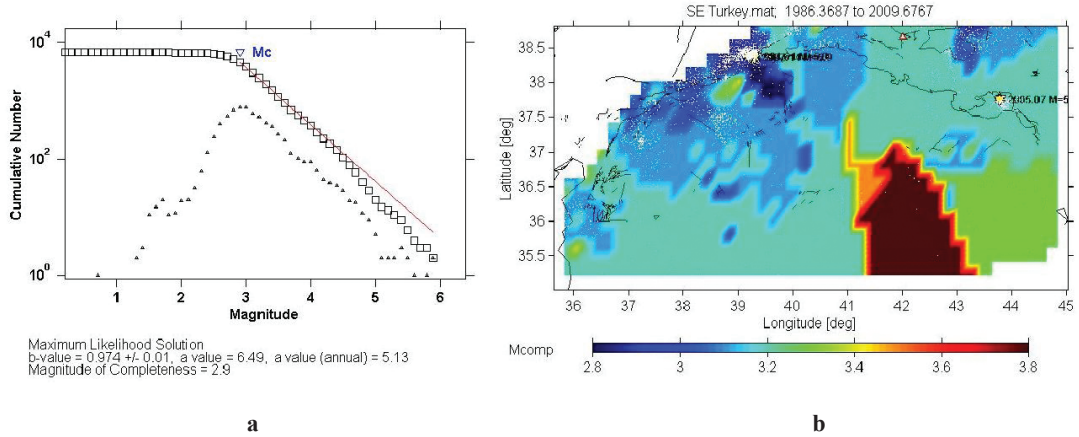 SE Turkey.mat; 1986.3687 to 2009.6767
10⁴
10²
10⁰
Cumulative Number
Mc
1 2 3 4 5 6
Magnitude
Maximum Likelihood Solution
b-value = 0.974 +/- 0.01, a value = 6.49, a value (annual) = 5.13
Magnitude of Completeness = 2.9
a
38.5
38
37.5
37
36.5
36
35.5
Latitude [deg]
2005.07 M=5
36 37 38 39 40 41 42 43 44 45
Longitude [deg]
Mcomp
2.8 3 3.2 3.4 3.6 3.8
b